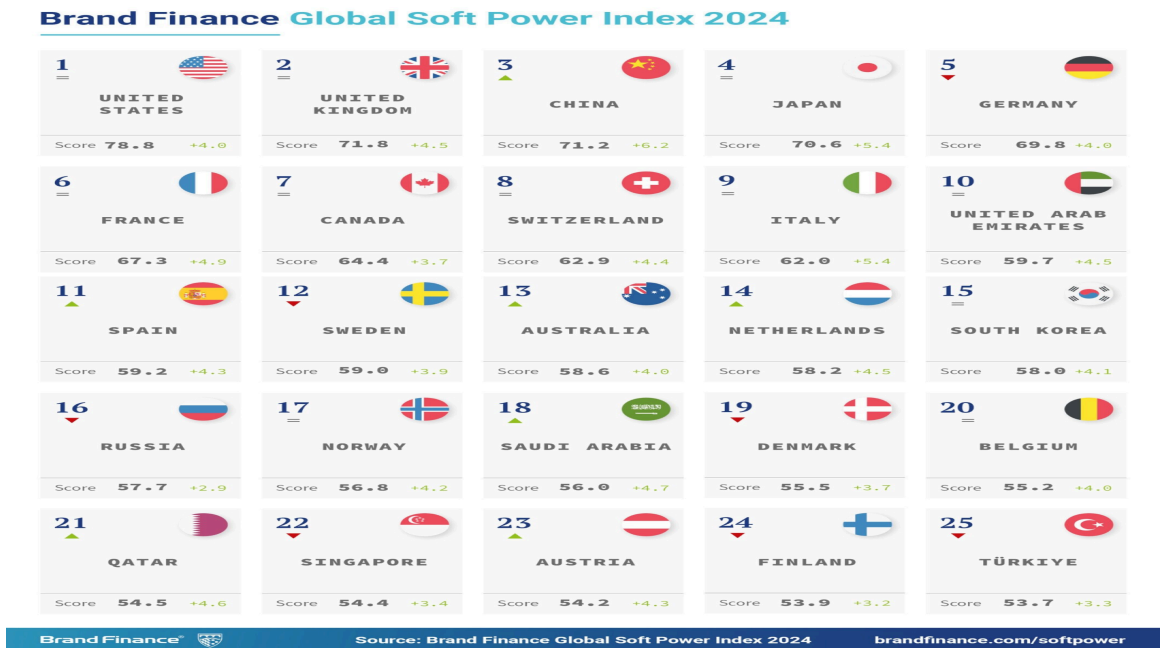 Brand Finance Global Soft Power Index 2024
1
UNITED
STATES
Score 78.8 +4.0
2
UNITED
KINGDOM
Score 71.8 +4.5
3
CHINA
Score 71.2 +6.2
4
JAPAN
Score 70.6 +5.4
5
GERMANY
Score 69.8 +4.0
6
FRANCE
Score 67.3 +4.9
7
CANADA
Score 64.4 +3.7
8
SWITZERLAND
Score 62.9 +4.4
9
ITALY
Score 62.0 +5.4
10
UNITED ARAB
EMIRATES
Score 59.7 +4.5
11
SPAIN
Score 59.2 +4.3
12
SWEDEN
Score 59.0 +3.9
13
AUSTRALIA
Score 58.6 +4.0
14
NETHERLANDS
Score 58.2 +4.5
15
SOUTH KOREA
Score 58.0 +4.1
16
RUSSIA
Score 57.7 +2.9
17
NORWAY
Score 56.8 +4.2
18
SAUDI ARABIA
Score 56.0 +4.7
19
DENMARK
Score 55.5 +3.7
20
BELGIUM
Score 55.2 +4.0
21
QATAR
Score 54.5 +4.6
22
SINGAPORE
Score 54.4 +3.4
23
AUSTRIA
Score 54.2 +4.3
24
FINLAND
Score 53.9 +3.2
25
TÜRKIYE
Score 53.7 +3.3
Brand Finance® Source: Brand Finance Global Soft Power Index 2024 brandfinance.com/softpower